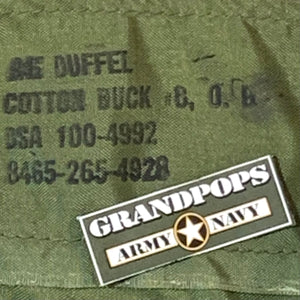 DUFFEL
COTTON DUCK #8, O. D.
DSA 100-4992
8465-265-4928
GRANDPOPS
ARMY NAVY